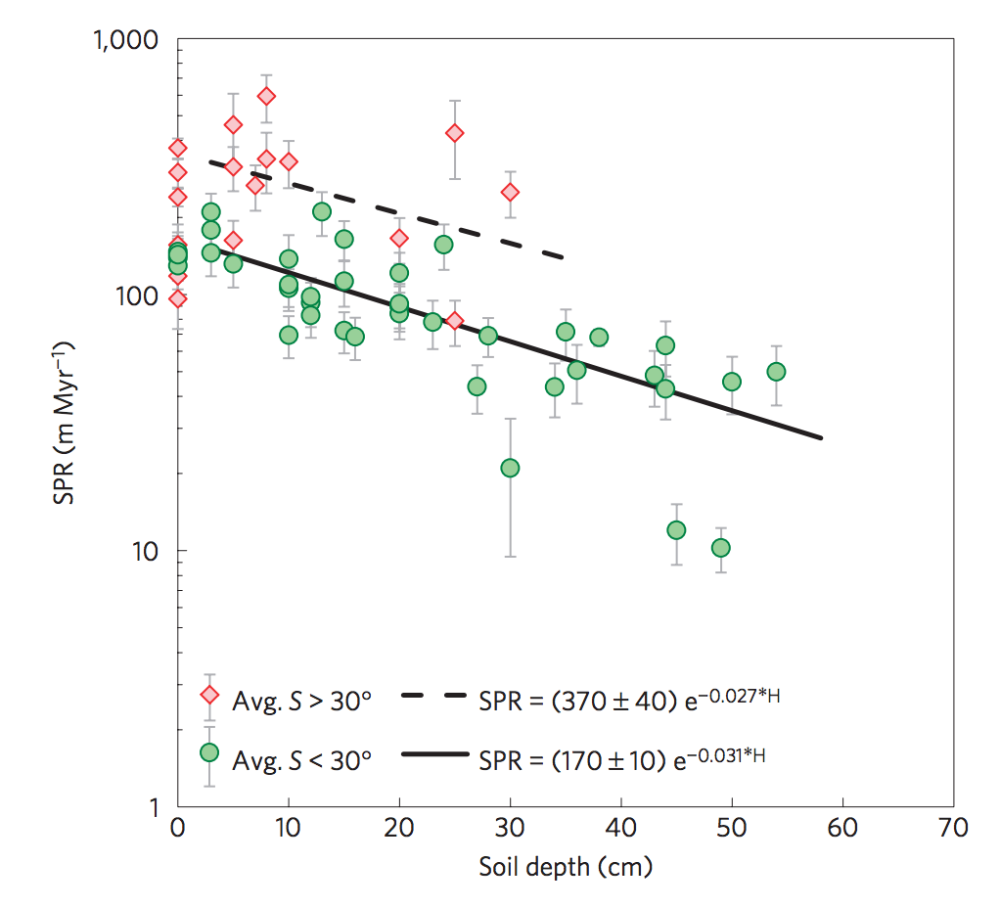 1,000
100
10
1
SPR (m Myr⁻¹)
Avg. S > 30° SPR = (370 ± 40) e⁻⁰·⁰²⁷*ᴴ
Avg. S < 30° SPR = (170 ± 10) e⁻⁰·⁰³¹*ᴴ
0 10 20 30 40 50 60 70
Soil depth (cm)